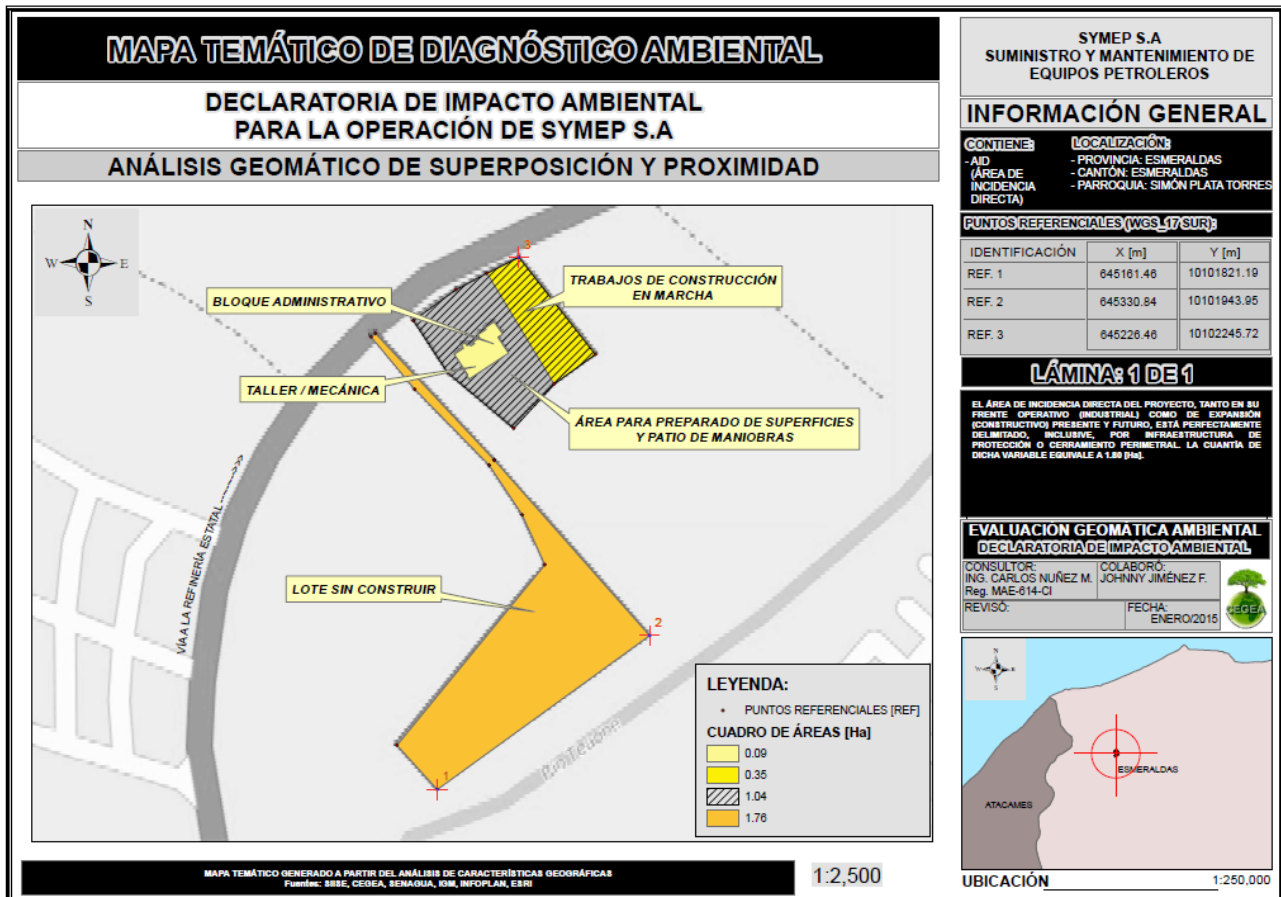 MAPA TEMÁTICO DE DIAGNÓSTICO AMBIENTAL
DECLARATORIA DE IMPACTO AMBIENTAL
PARA LA OPERACIÓN DE SYMEP S.A
ANÁLISIS GEOMÁTICO DE SUPERPOSICIÓN Y PROXIMIDAD
N
W E
S
3
TRABAJOS DE CONSTRUCCIÓN
EN MARCHA
BLOQUE ADMINISTRATIVO
TALLER / MECÁNICA
ÁREA PARA PREPARADO DE SUPERFICIES
Y PATIO DE MANIOBRAS
VÍA A LA REFINERÍA ESTATAL ------->>
LOTE SIN CONSTRUIR
2
1
Río Teaone
LEYENDA:
PUNTOS REFERENCIALES [REF]
CUADRO DE ÁREAS [Ha]
0.09
0.35
1.04
1.76
MAPA TEMÁTICO GENERADO A PARTIR DEL ANÁLISIS DE CARACTERÍSTICAS GEOGRÁFICAS
Fuentes: SIISE, CEGEA, SENAGUA, IGM, INFOPLAN, ESRI
1:2,500
SYMEP S.A
SUMINISTRO Y MANTENIMIENTO DE
EQUIPOS PETROLEROS
INFORMACIÓN GENERAL
CONTIENE:
- AID
(ÁREA DE
INCIDENCIA
DIRECTA)
LOCALIZACIÓN:
- PROVINCIA: ESMERALDAS
- CANTÓN: ESMERALDAS
- PARROQUIA: SIMÓN PLATA TORRES
PUNTOS REFERENCIALES (WGS_17 SUR):
IDENTIFICACIÓN X [m] Y [m]
REF. 1 645161.46 10101821.19
REF. 2 645330.84 10101943.95
REF. 3 645226.46 10102245.72
LÁMINA: 1 DE 1
EL ÁREA DE INCIDENCIA DIRECTA DEL PROYECTO, TANTO EN SU
FRENTE OPERATIVO (INDUSTRIAL) COMO DE EXPANSIÓN
(CONSTRUCTIVO) PRESENTE Y FUTURO, ESTÁ PERFECTAMENTE
DELIMITADO, INCLUSIVE, POR INFRAESTRUCTURA DE
PROTECCIÓN O CERRAMIENTO PERIMETRAL. LA CUANTÍA DE
DICHA VARIABLE EQUIVALE A 1.80 [Ha].
EVALUACIÓN GEOMÁTICA AMBIENTAL
DECLARATORIA DE IMPACTO AMBIENTAL
CONSULTOR:
ING. CARLOS NUÑEZ M.
Reg. MAE-614-CI
COLABORÓ:
JOHNNY JIMÉNEZ F.
REVISÓ:
FECHA:
ENERO/2015
CEGEA
N
W E
S
ESMERALDAS
ATACAMES
UBICACIÓN
1:250,000